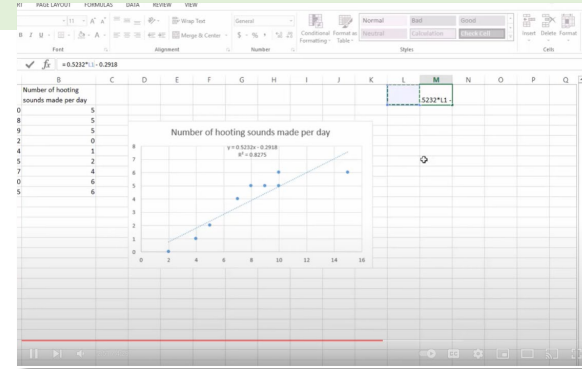 PAGE LAYOUT FORMULAS DATA REVIEW VIEW
11 A A Wrap Text General Normal Bad Good
B I U A Merge & Center $ % Conditional Format as Neutral Calculation Check Cell Insert Delete Format
Formatting Table
Font Alignment Number Styles Cells
fx =0.5232*L1 - 0.2918
B C D E F G H I J K L M N O P Q
Number of hooting
sounds made per day
.5232*L1 -
0 5
8 5
9 5
2 0
4 1
5 2
7 4
0 6
5 6
Number of hooting sounds made per day
y = 0.5232x - 0.2918
R² = 0.8275
8
7
6
5
4
3
2
1
0
0 2 4 6 8 10 12 14 16